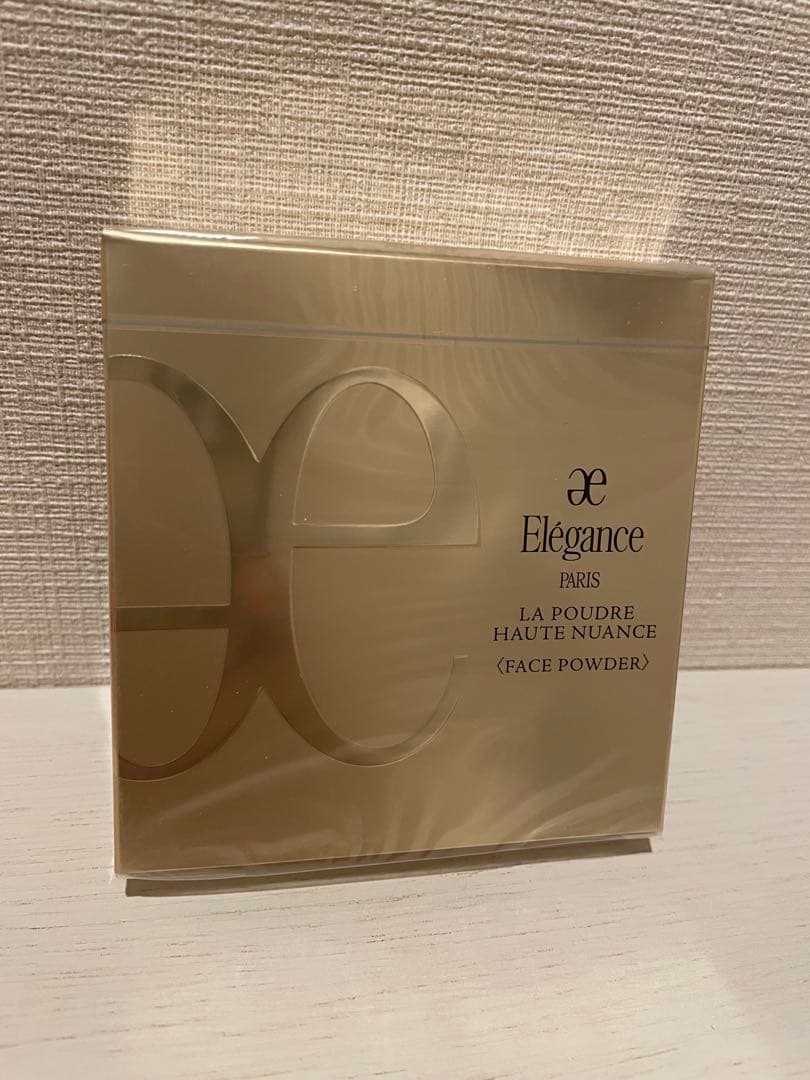 æ
Elégance
PARIS
LA POUDRE
HAUTE NUANCE
〈FACE POWDER〉